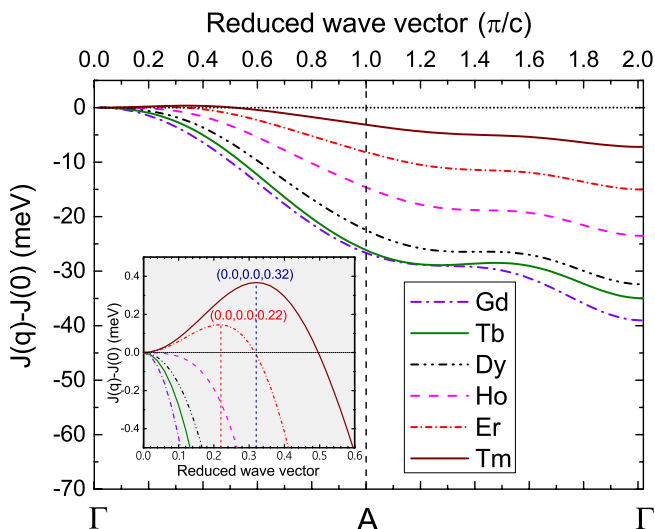 Reduced wave vector (π/c)
0.0 0.2 0.4 0.6 0.8 1.0 1.2 1.4 1.6 1.8 2.0
J(q)-J(0) (meV)
0
-10
-20
-30
-40
-50
-60
-70
J(q)-J(0) (meV)
0.4
0.2
0.0
-0.2
-0.4
(0.0,0.0,0.32)
(0.0,0.0,0.22)
0.0 0.1 0.2 0.3 0.4 0.5 0.6
Reduced wave vector
Gd
Tb
Dy
Ho
Er
Tm
Γ A Γ